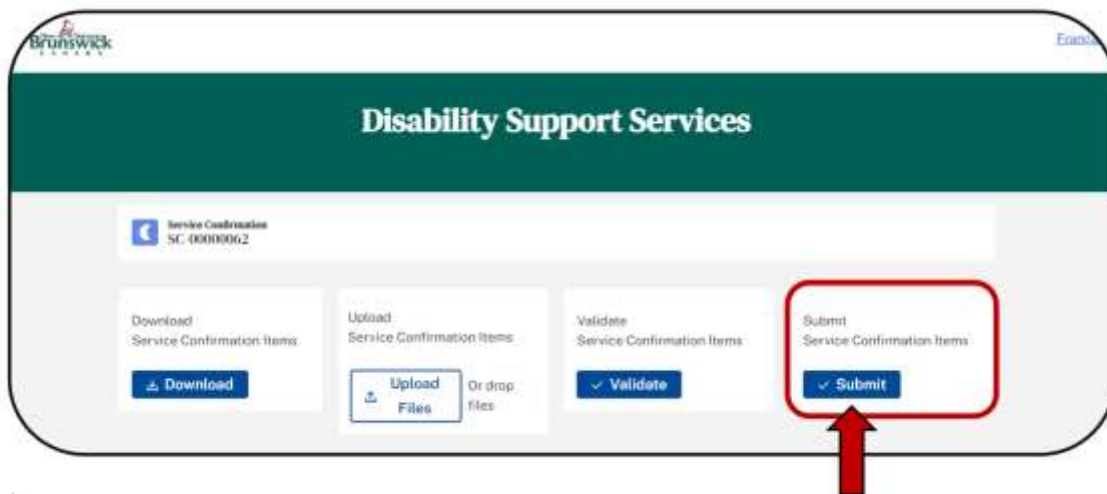 Brunswick
CANADA
Disability Support Services
Service Confirmation
SC-00000062
Download
Service Confirmation Items
Download
Upload
Service Confirmation Items
Upload
Files
Or drop
files
Validate
Service Confirmation Items
Validate
Submit
Service Confirmation Items
Submit